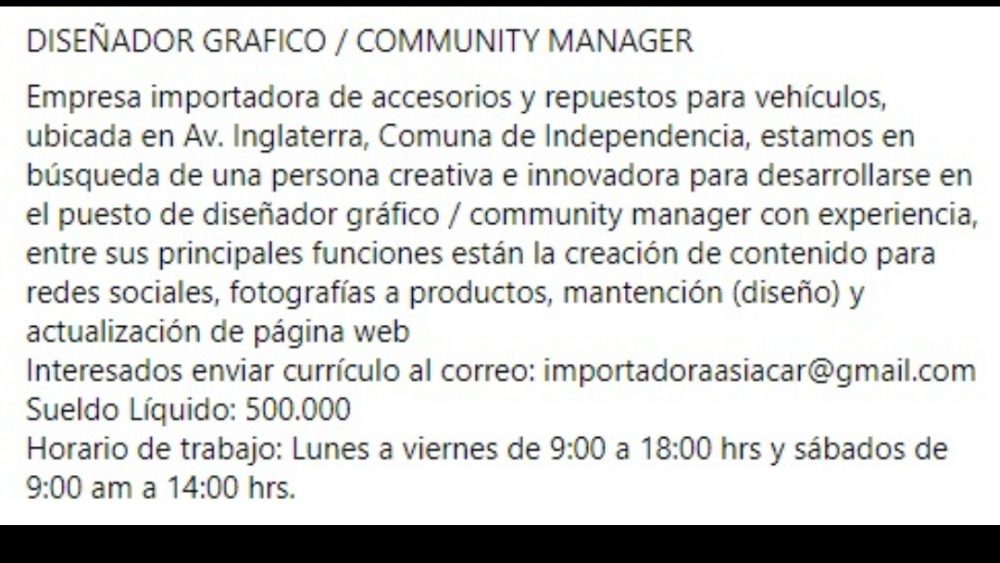 DISEÑADOR GRAFICO / COMMUNITY MANAGER
Empresa importadora de accesorios y repuestos para vehículos,
ubicada en Av. Inglaterra, Comuna de Independencia, estamos en
búsqueda de una persona creativa e innovadora para desarrollarse en
el puesto de diseñador gráfico / community manager con experiencia,
entre sus principales funciones están la creación de contenido para
redes sociales, fotografías a productos, mantención (diseño) y
actualización de página web
Interesados enviar currículo al correo: importadoraasiacar@gmail.com
Sueldo Líquido: 500.000
Horario de trabajo: Lunes a viernes de 9:00 a 18:00 hrs y sábados de
9:00 am a 14:00 hrs.